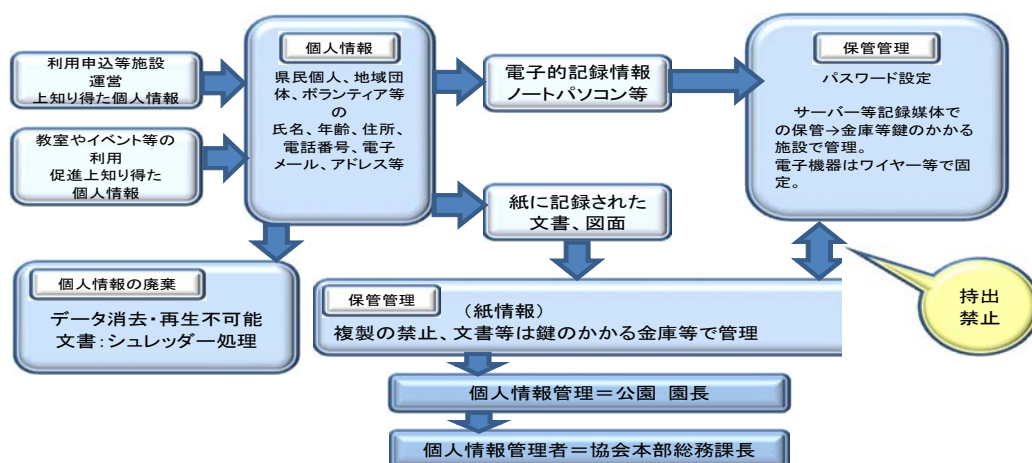 利用申込等施設
運営
上知り得た個人情報
教室やイベント等の
利用
促進上知り得た
個人情報
個人情報
県民個人、地域団
体、ボランティア等
の
氏名、年齢、住所、
電話番号、電子
メール、アドレス等
電子的記録情報
ノートパソコン等
紙に記録された
文書、図面
保管管理
パスワード設定
サーバー等記録媒体で
の保管→金庫等鍵のかかる
施設で管理。
電子機器はワイヤー等で固
定。
持出
禁止
個人情報の廃棄
データ消去・再生不可能
文書：シュレッダー処理
保管管理
（紙情報）
複製の禁止、文書等は鍵のかかる金庫等で管理
個人情報管理＝公園 園長
個人情報管理者＝協会本部総務課長